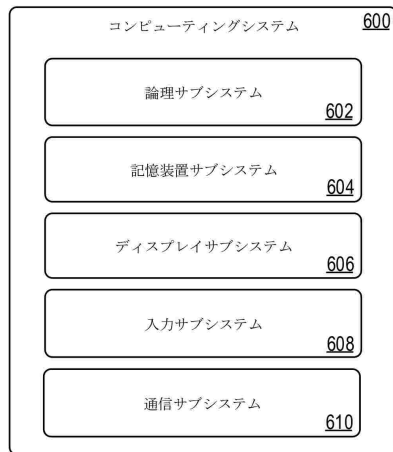 コンピューティングシステム 600
論理サブシステム
602
記憶装置サブシステム
604
ディスプレイサブシステム
606
入力サブシステム
608
通信サブシステム
610